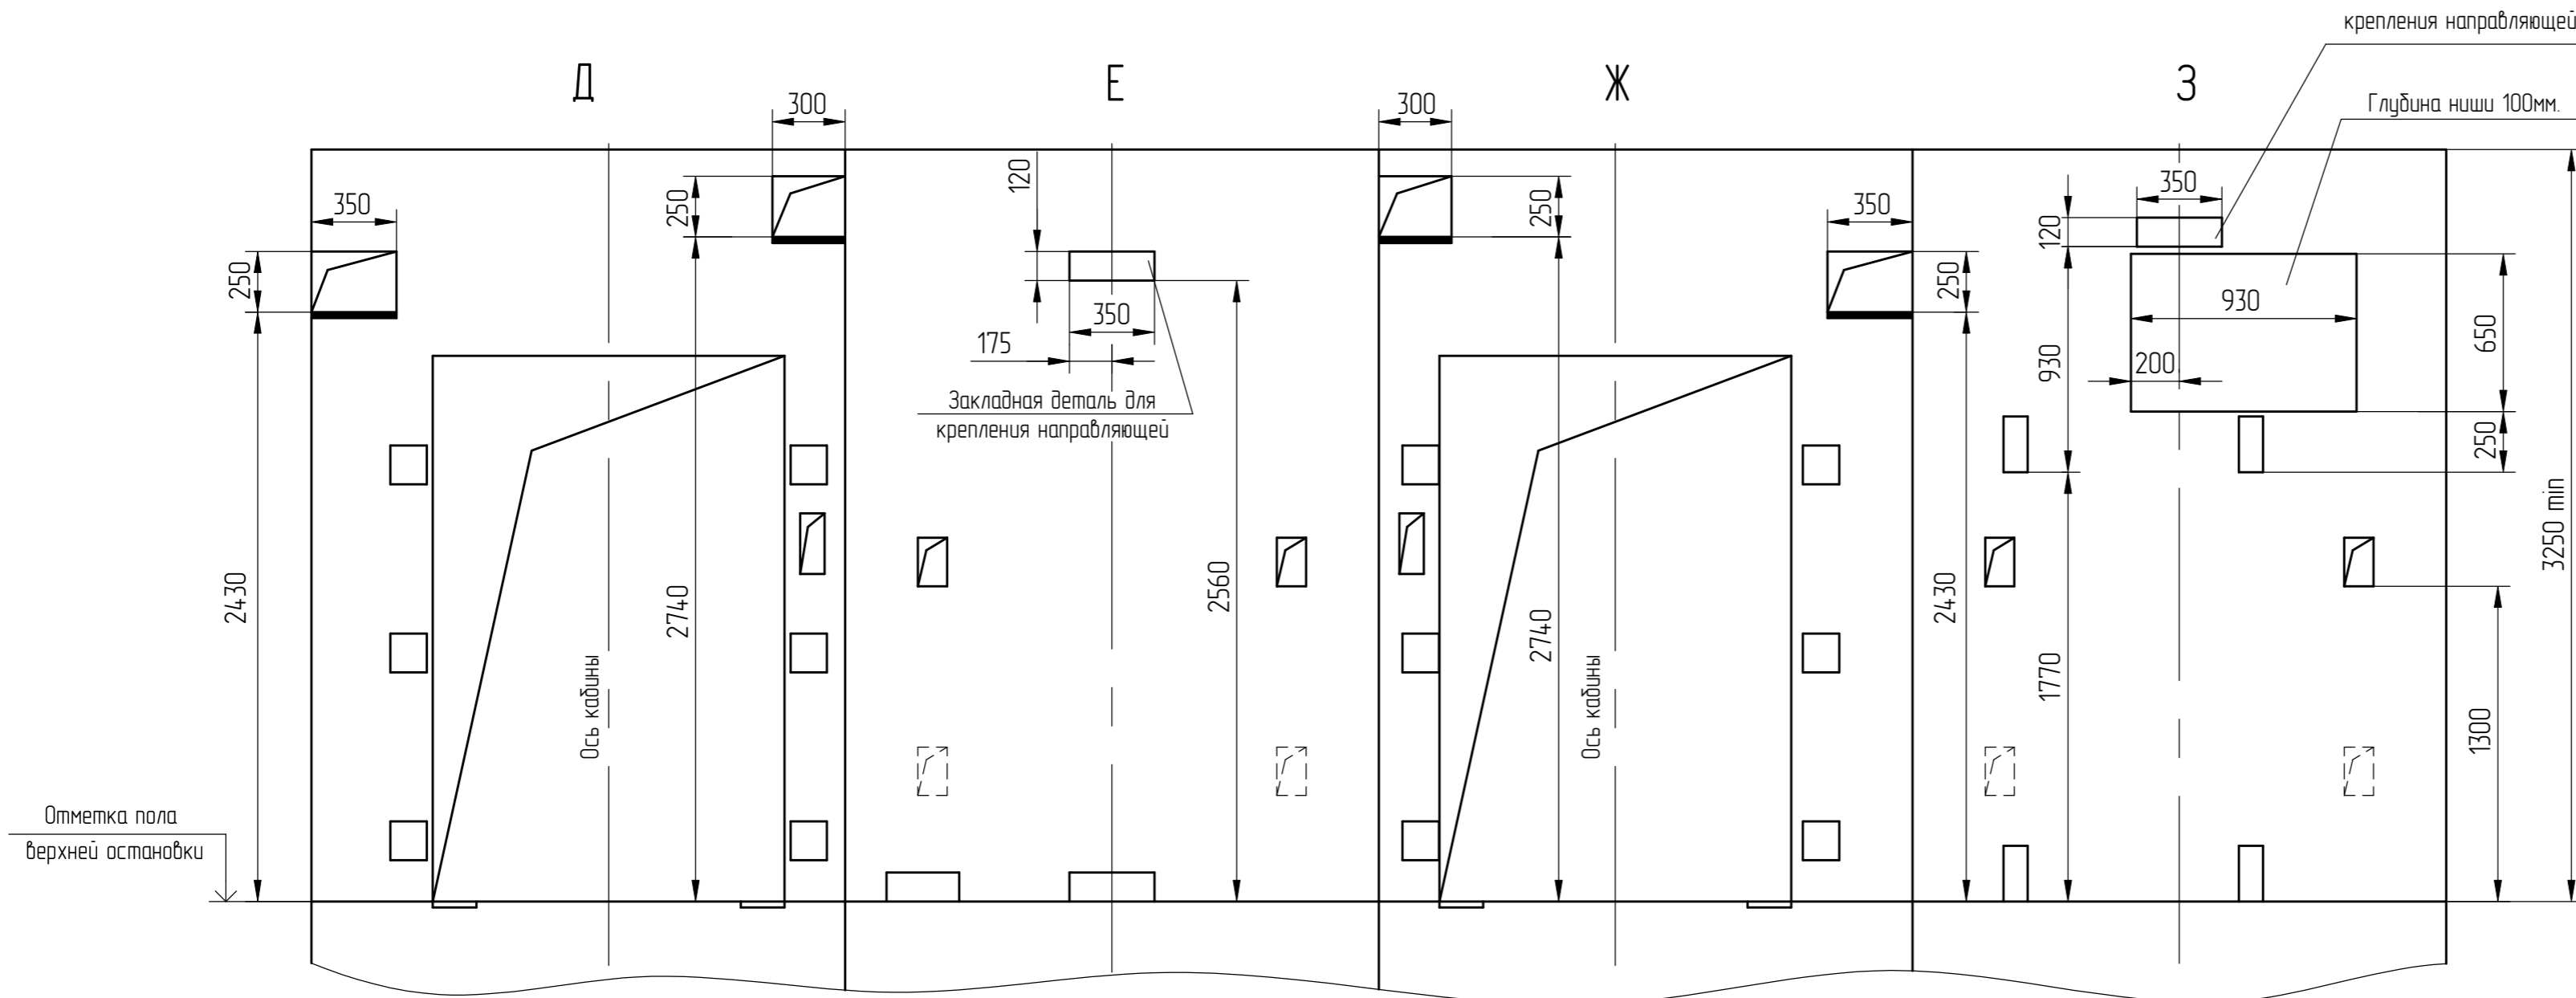 крепления направляющей
Д
Е
Ж
З
Глубина ниши 100мм.
300
300
120
350
250
250
350
350
120
250
250
350
930
175
930
200
650
Закладная деталь для
крепления направляющей
250
2430
2740
2560
2740
2430
1770
1300
3250 min
Ось кабины
Ось кабины
Отметка пола
верхней остановки